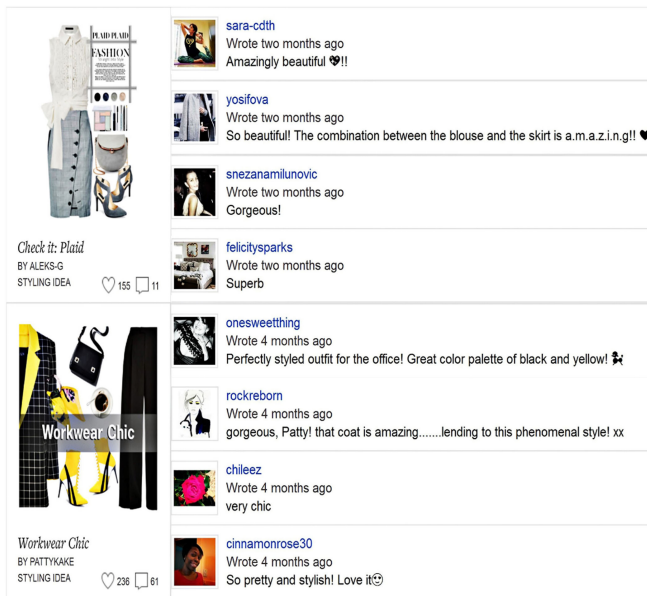 PLAID PLAID
FASHION
Check it: Plaid
BY ALEKS-G
STYLING IDEA
155
11
sara-cdth
Wrote two months ago
Amazingly beautiful 💖!!
yosifova
Wrote two months ago
So beautiful! The combination between the blouse and the skirt is a.m.a.z.i.n.g!! ♥
snezanamilunovic
Wrote two months ago
Gorgeous!
felicitysparks
Wrote two months ago
Superb
Workwear Chic
Workwear Chic
BY PATTYKAKE
STYLING IDEA
236
61
onesweetthing
Wrote 4 months ago
Perfectly styled outfit for the office! Great color palette of black and yellow! 🐩
rockreborn
Wrote 4 months ago
gorgeous, Patty! that coat is amazing.......lending to this phenomenal style! xx
chileez
Wrote 4 months ago
very chic
cinnamonrose30
Wrote 4 months ago
So pretty and stylish! Love it🙂